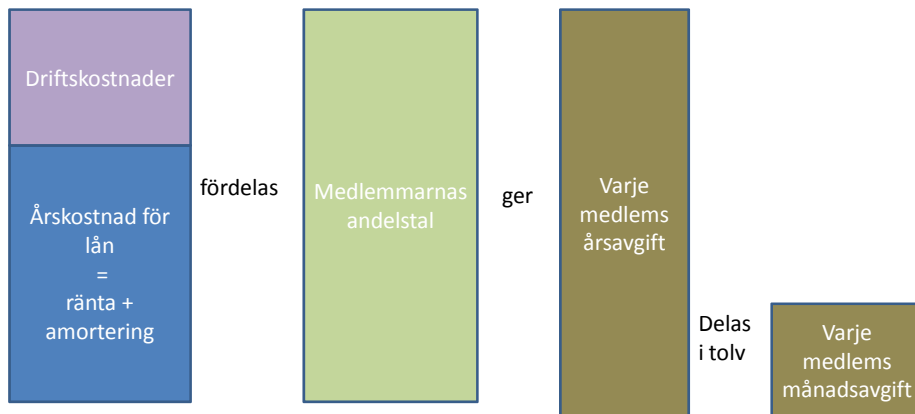 Driftskostnader
Årskostnad för
lån
=
ränta +
amortering
fördelas
Medlemmarnas
andelstal
ger
Varje
medlems
årsavgift
Delas
i tolv
Varje
medlems
månadsavgift